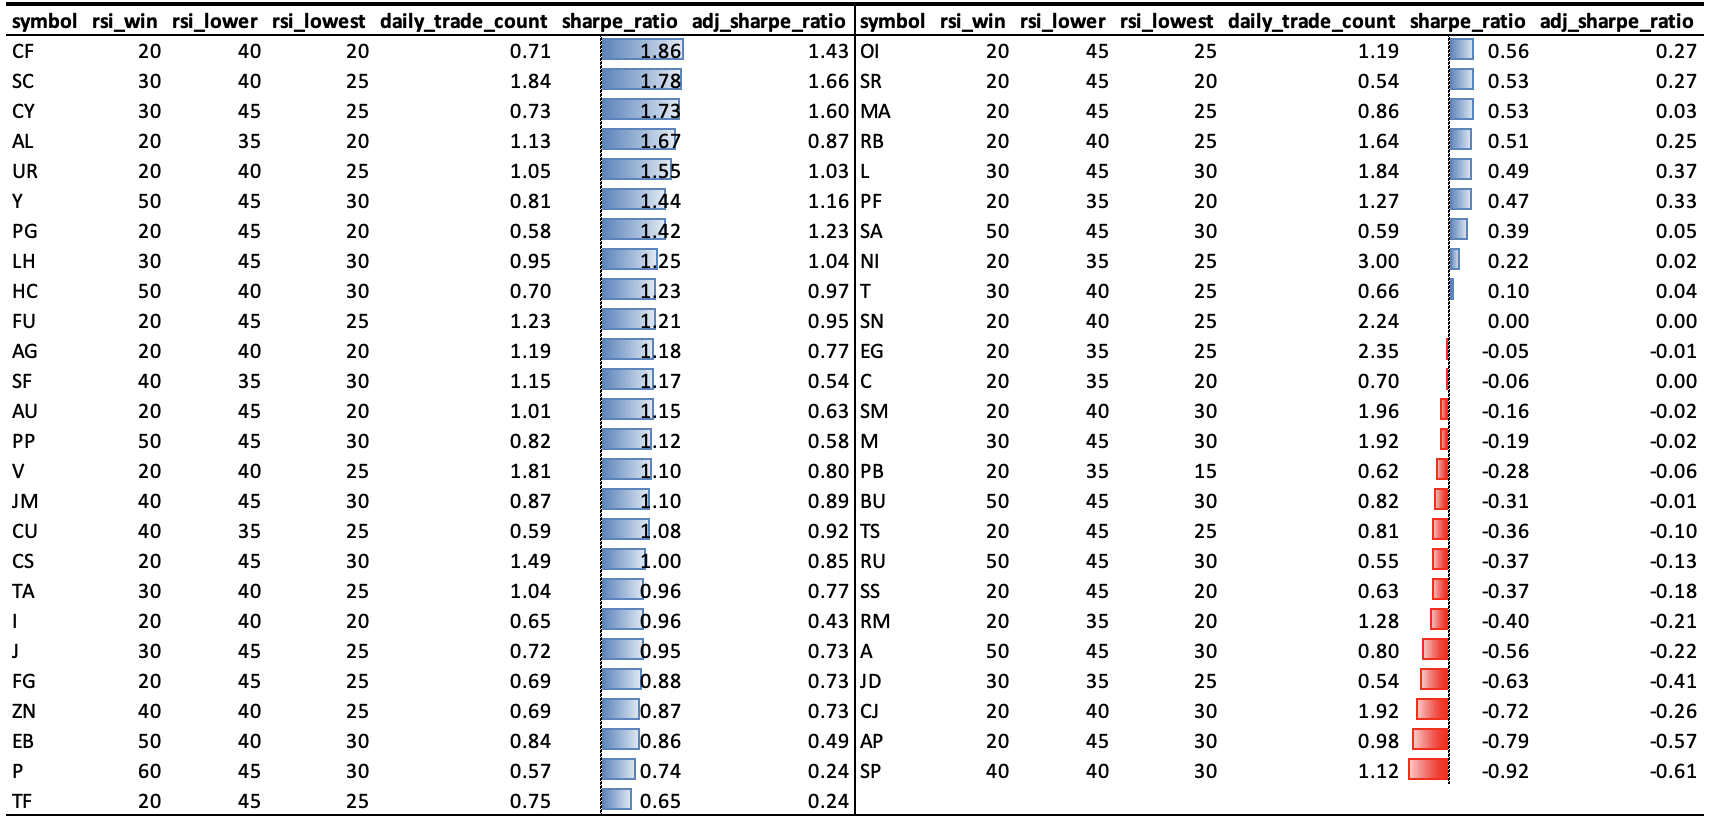 symbol rsi_win rsi_lower rsi_lowest daily_trade_count sharpe_ratio adj_sharpe_ratio symbol rsi_win rsi_lower rsi_lowest daily_trade_count sharpe_ratio adj_sharpe_ratio
CF 20 40 20 0.71 1.86 1.43 OI 20 45 25 1.19 0.56 0.27
SC 30 40 25 1.84 1.78 1.66 SR 20 45 20 0.54 0.53 0.27
CY 30 45 25 0.73 1.73 1.60 MA 20 45 25 0.86 0.53 0.03
AL 20 35 20 1.13 1.67 0.87 RB 20 40 25 1.64 0.51 0.25
UR 20 40 25 1.05 1.55 1.03 L 30 45 30 1.84 0.49 0.37
Y 50 45 30 0.81 1.44 1.16 PF 20 35 20 1.27 0.47 0.33
PG 20 45 20 0.58 1.42 1.23 SA 50 45 30 0.59 0.39 0.05
LH 30 45 30 0.95 1.25 1.04 NI 20 35 25 3.00 0.22 0.02
HC 50 40 30 0.70 1.23 0.97 T 30 40 25 0.66 0.10 0.04
FU 20 45 25 1.23 1.21 0.95 SN 20 40 25 2.24 0.00 0.00
AG 20 40 20 1.19 1.18 0.77 EG 20 35 25 2.35 -0.05 -0.01
SF 40 35 30 1.15 1.17 0.54 C 20 35 20 0.70 -0.06 0.00
AU 20 45 20 1.01 1.15 0.63 SM 20 40 30 1.96 -0.16 -0.02
PP 50 45 30 0.82 1.12 0.58 M 30 45 30 1.92 -0.19 -0.02
V 20 40 25 1.81 1.10 0.80 PB 20 35 15 0.62 -0.28 -0.06
JM 40 45 30 0.87 1.10 0.89 BU 50 45 30 0.82 -0.31 -0.01
CU 40 35 25 0.59 1.08 0.92 TS 20 45 25 0.81 -0.36 -0.10
CS 20 45 30 1.49 1.00 0.85 RU 50 45 30 0.55 -0.37 -0.13
TA 30 40 25 1.04 0.96 0.77 SS 20 45 20 0.63 -0.37 -0.18
I 20 40 20 0.65 0.96 0.43 RM 20 35 20 1.28 -0.40 -0.21
J 30 45 25 0.72 0.95 0.73 A 50 45 30 0.80 -0.56 -0.22
FG 20 45 25 0.69 0.88 0.73 JD 30 35 25 0.54 -0.63 -0.41
ZN 40 40 25 0.69 0.87 0.73 CJ 20 40 30 1.92 -0.72 -0.26
EB 50 40 30 0.84 0.86 0.49 AP 20 45 30 0.98 -0.79 -0.57
P 60 45 30 0.57 0.74 0.24 SP 40 40 30 1.12 -0.92 -0.61
TF 20 45 25 0.75 0.65 0.24